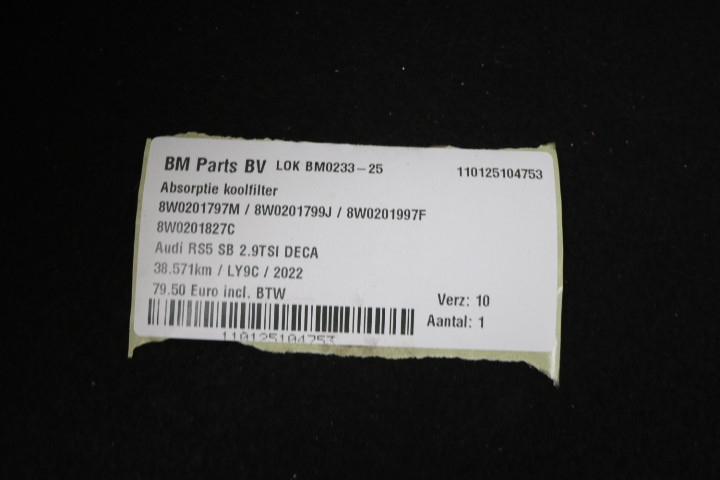 BM Parts BV LOK BM0233-25 110125104753
Absorptie koolfilter
8W0201797M / 8W0201799J / 8W0201997F
8W0201827C
Audi RS5 SB 2.9TSI DECA
38.571km / LY9C / 2022
79.50 Euro incl. BTW
Verz: 10
Aantal: 1
110125104753